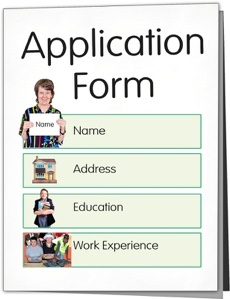 Application
Form
Name
Name
Address
Education
Work Experience